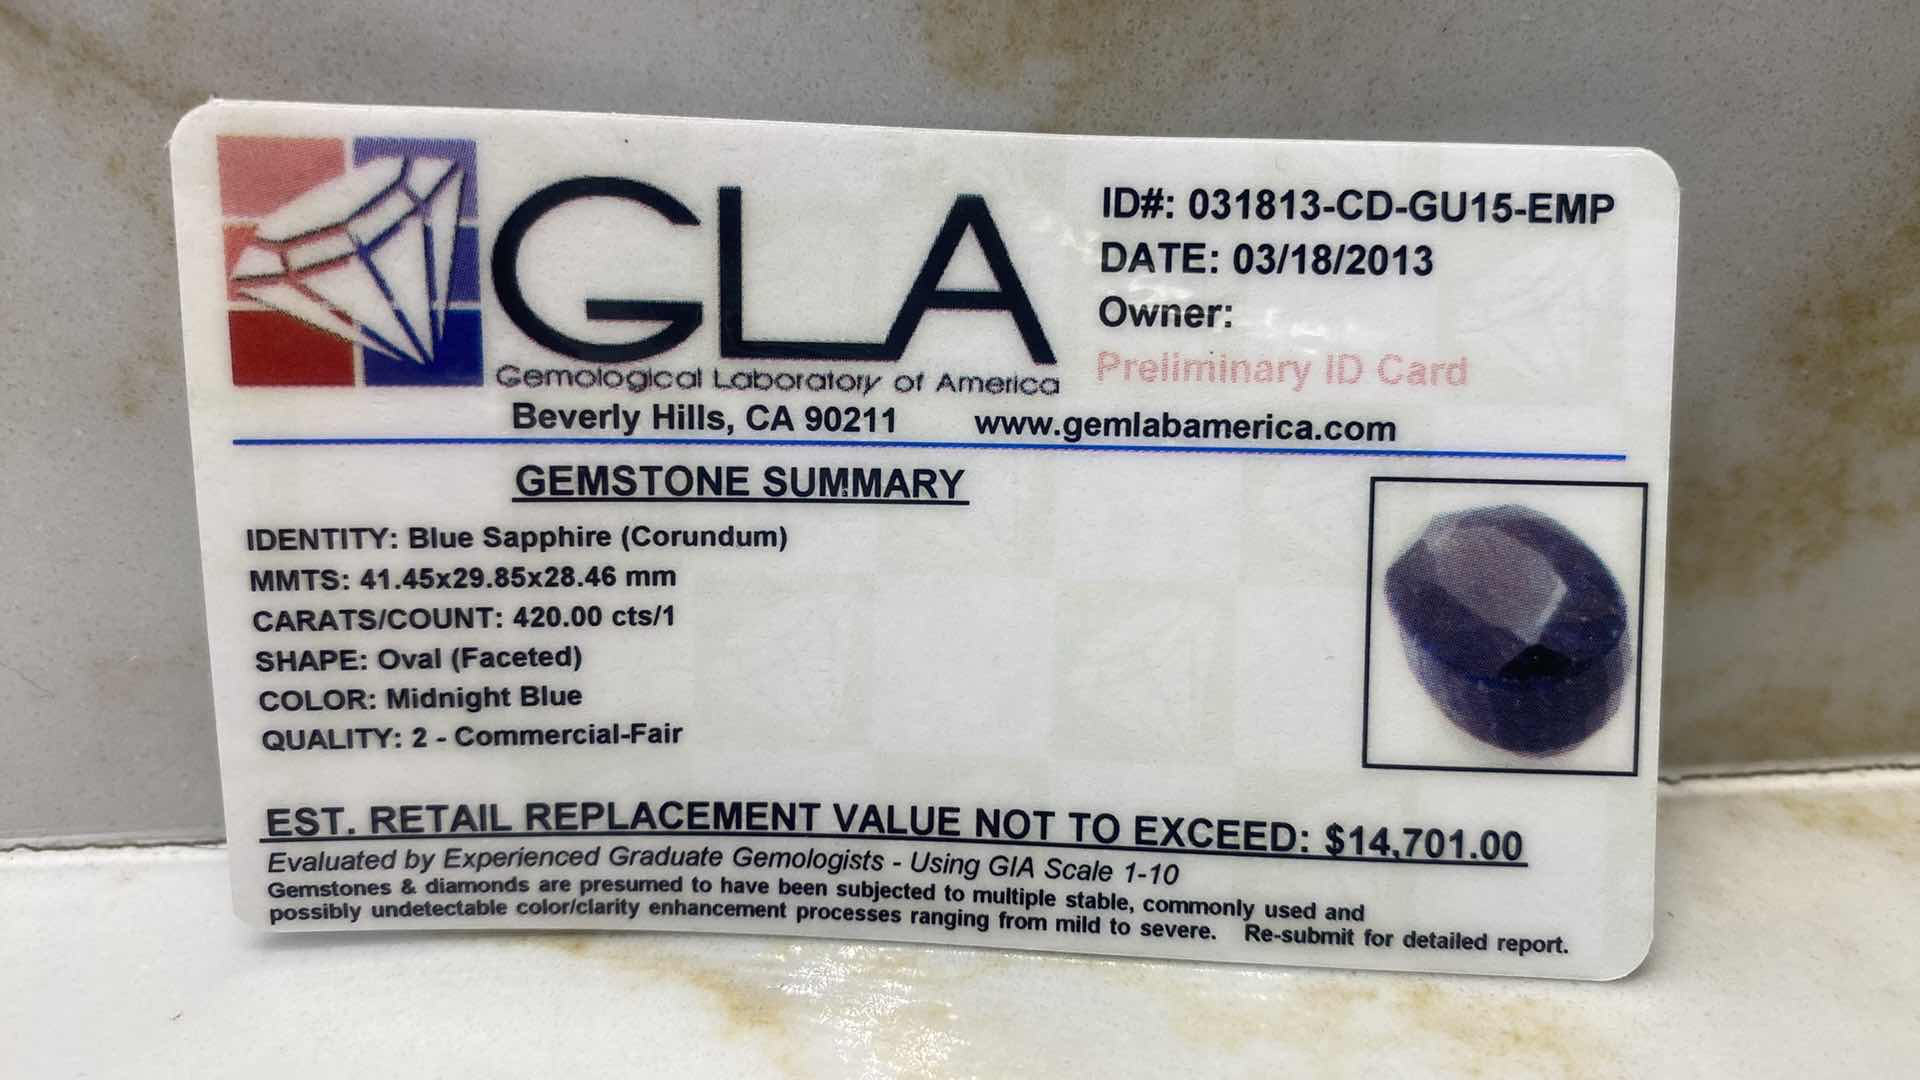 GLA
Gemological Laboratory of America
Beverly Hills, CA 90211 www.gemlabamerica.com
ID#: 031813-CD-GU15-EMP
DATE: 03/18/2013
Owner:
Preliminary ID Card
GEMSTONE SUMMARY
IDENTITY: Blue Sapphire (Corundum)
MMTS: 41.45x29.85x28.46 mm
CARATS/COUNT: 420.00 cts/1
SHAPE: Oval (Faceted)
COLOR: Midnight Blue
QUALITY: 2 - Commercial-Fair
EST. RETAIL REPLACEMENT VALUE NOT TO EXCEED: $14,701.00
Evaluated by Experienced Graduate Gemologists - Using GIA Scale 1-10
Gemstones & diamonds are presumed to have been subjected to multiple stable, commonly used and
possibly undetectable color/clarity enhancement processes ranging from mild to severe. Re-submit for detailed report.